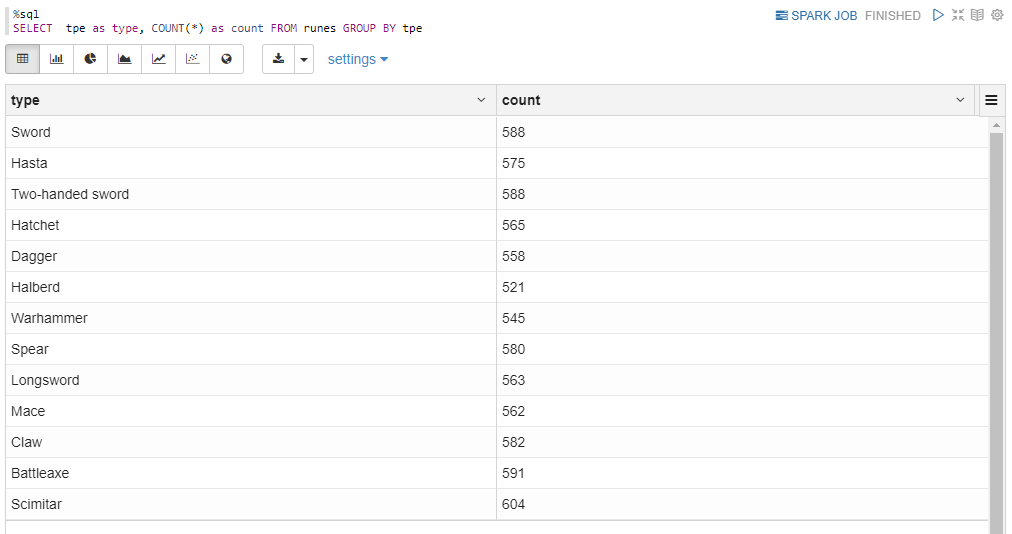 %sql
SPARK JOB FINISHED
SELECT  tpe as type, COUNT(*) as count FROM runes GROUP BY tpe
settings
type count
Sword 588
Hasta 575
Two-handed sword 588
Hatchet 565
Dagger 558
Halberd 521
Warhammer 545
Spear 580
Longsword 563
Mace 562
Claw 582
Battleaxe 591
Scimitar 604